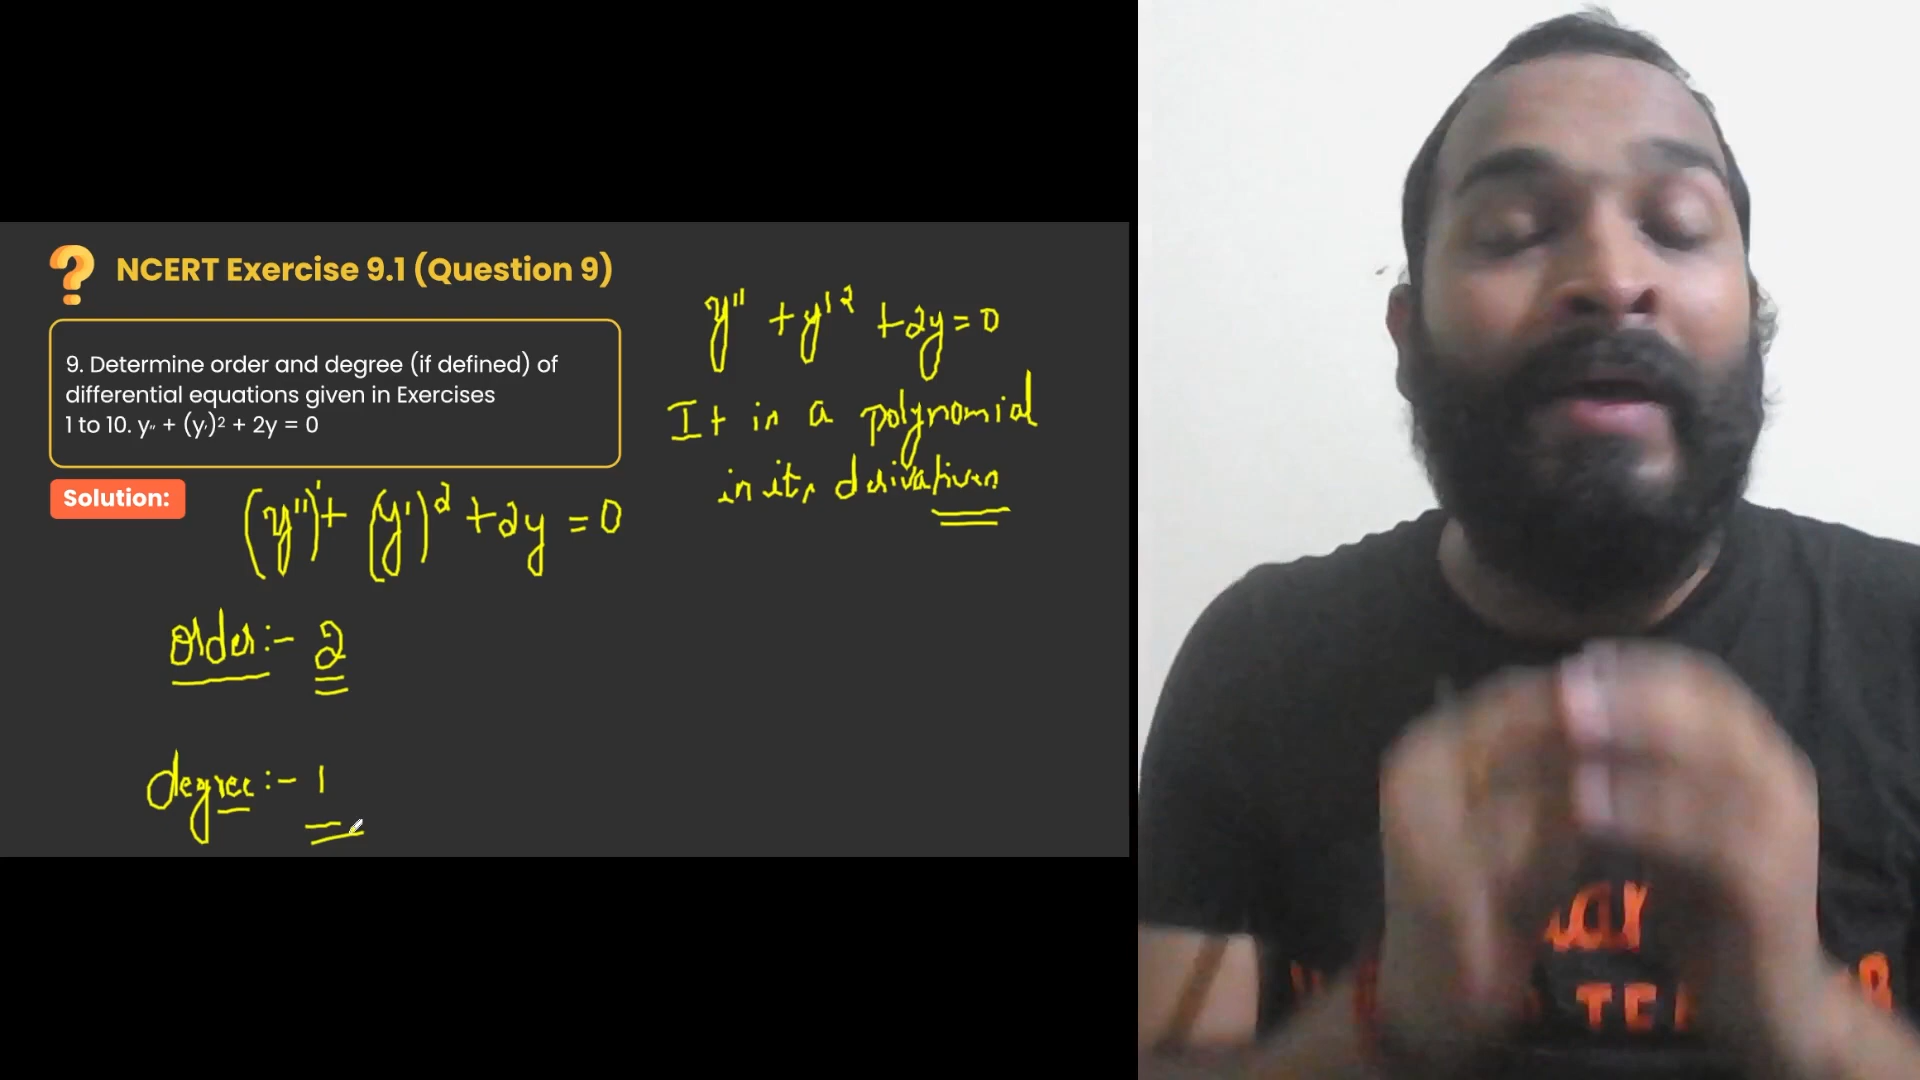 NCERT Exercise 9.1 (Question 9)
9. Determine order and degree (if defined) of
differential equations given in Exercises
1 to 10. y″ + (y′)² + 2y = 0
Solution:
(y'')' + (y')² + 2y = 0
order:- 2
degree:- 1
y'' + y'² + 2y = 0
It is a polynomial
in its derivatives
TE